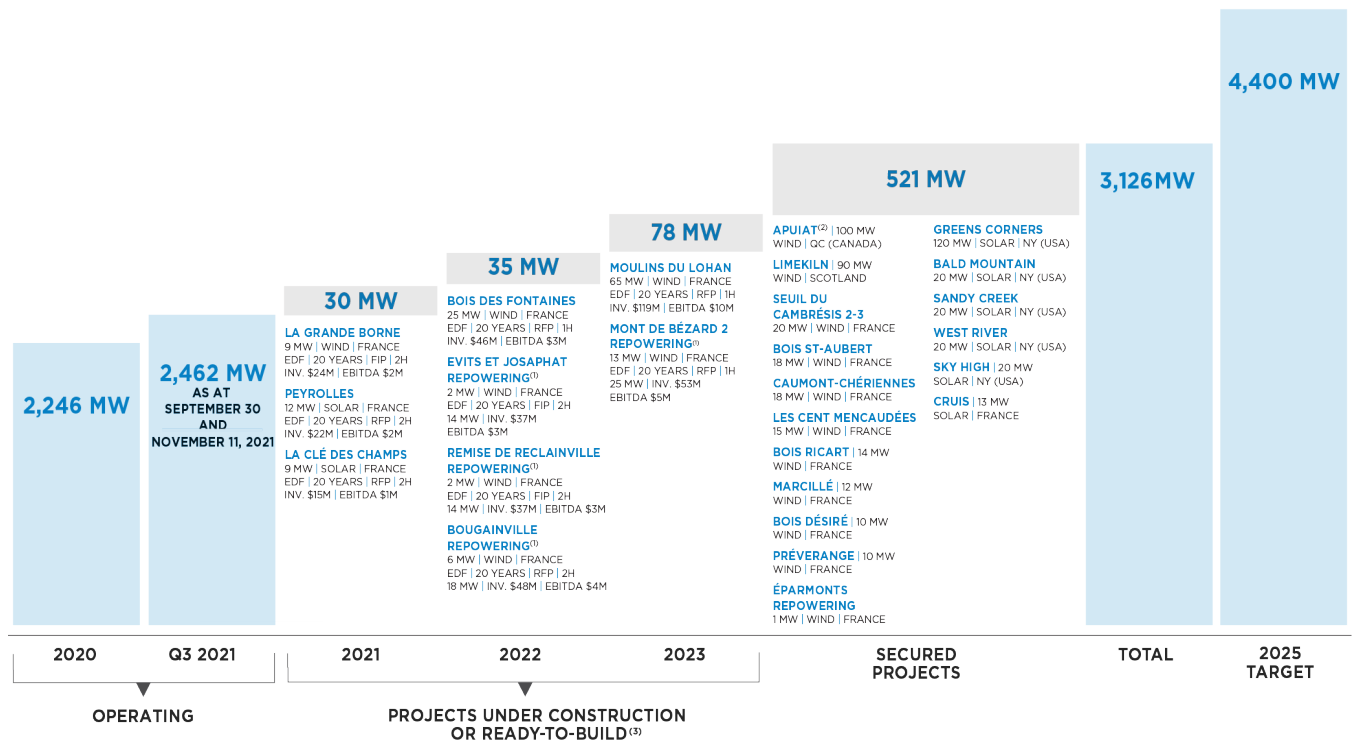 2,246 MW
2,462 MW
AS AT
SEPTEMBER 30
AND
NOVEMBER 11, 2021
30 MW
LA GRANDE BORNE
9 MW | WIND | FRANCE
EDF | 20 YEARS | FIP | 2H
INV. $24M | EBITDA $2M
PEYROLLES
12 MW | SOLAR | FRANCE
EDF | 20 YEARS | RFP | 2H
INV. $22M | EBITDA $2M
LA CLÉ DES CHAMPS
9 MW | SOLAR | FRANCE
EDF | 20 YEARS | RFP | 2H
INV. $15M | EBITDA $1M
35 MW
BOIS DES FONTAINES
25 MW | WIND | FRANCE
EDF | 20 YEARS | RFP | 1H
INV. $46M | EBITDA $3M
EVITS ET JOSAPHAT
REPOWERING(1)
2 MW | WIND | FRANCE
EDF | 20 YEARS | FIP | 2H
14 MW | INV. $37M
EBITDA $3M
REMISE DE RECLAINVILLE
REPOWERING(1)
2 MW | WIND | FRANCE
EDF | 20 YEARS | FIP | 2H
14 MW | INV. $37M | EBITDA $3M
BOUGAINVILLE
REPOWERING(1)
6 MW | WIND | FRANCE
EDF | 20 YEARS | RFP | 2H
18 MW | INV. $48M | EBITDA $4M
78 MW
MOULINS DU LOHAN
65 MW | WIND | FRANCE
EDF | 20 YEARS | RFP | 1H
INV. $119M | EBITDA $10M
MONT DE BÉZARD 2
REPOWERING(1)
13 MW | WIND | FRANCE
EDF | 20 YEARS | RFP | 1H
25 MW | INV. $53M
EBITDA $5M
521 MW
APUIAT(2) | 100 MW
WIND | QC (CANADA)
LIMEKILN | 90 MW
WIND | SCOTLAND
SEUIL DU
CAMBRÉSIS 2-3
20 MW | WIND | FRANCE
BOIS ST-AUBERT
18 MW | WIND | FRANCE
CAUMONT-CHÉRIENNES
18 MW | WIND | FRANCE
LES CENT MENCAUDÉES
15 MW | WIND | FRANCE
BOIS RICART | 14 MW
WIND | FRANCE
MARCILLÉ | 12 MW
WIND | FRANCE
BOIS DÉSIRÉ | 10 MW
WIND | FRANCE
PRÉVERANGE | 10 MW
WIND | FRANCE
ÉPARMONTS
REPOWERING
1 MW | WIND | FRANCE
GREENS CORNERS
120 MW | SOLAR | NY (USA)
BALD MOUNTAIN
20 MW | SOLAR | NY (USA)
SANDY CREEK
20 MW | SOLAR | NY (USA)
WEST RIVER
20 MW | SOLAR | NY (USA)
SKY HIGH | 20 MW
SOLAR | NY (USA)
CRUIS | 13 MW
SOLAR | FRANCE
3,126 MW
4,400 MW
2020
Q3 2021
2021
2022
2023
SECURED
PROJECTS
TOTAL
2025
TARGET
OPERATING
PROJECTS UNDER CONSTRUCTION
OR READY-TO-BUILD(3)